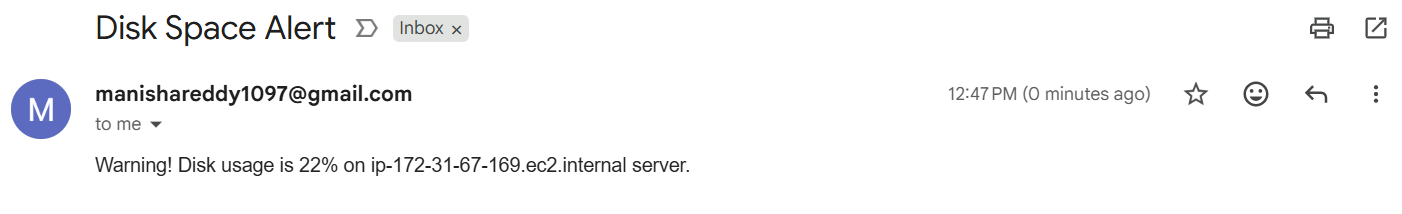 Disk Space Alert Inbox ×
manishareddy1097@gmail.com 12:47 PM (0 minutes ago)
M
to me
Warning! Disk usage is 22% on ip-172-31-67-169.ec2.internal server.